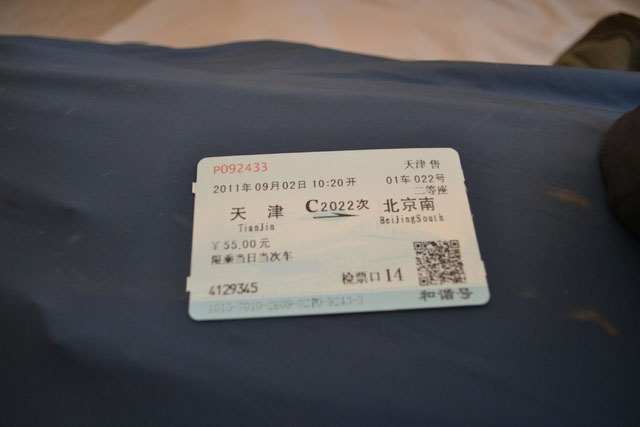 P092433 天津 售
2011年09月02日 10:20开 01车 022号
二等座
天 津 C2022次 北京南
TianJin BeiJingSouth
￥55.00元
限乘当日当次车
检票口14
4129345
和谐号